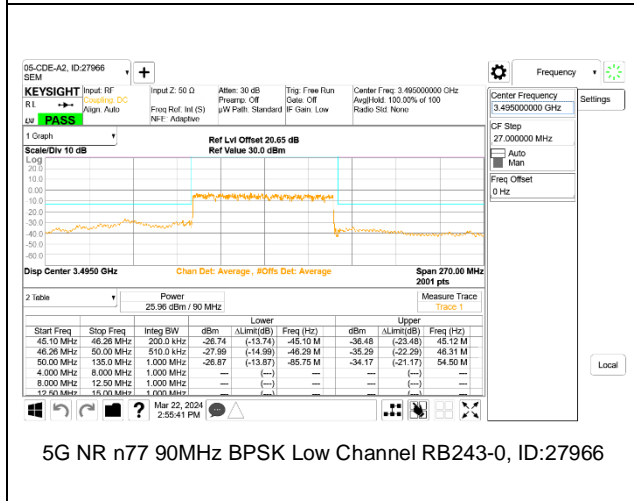 05-CDE-A2, ID:27966
SEM
Frequency
KEYSIGHT Input: RF Input Z: 50 Ω Atten: 30 dB Trig: Free Run Center Freq: 3.495000000 GHz
R L Coupling: DC Preamp: Off Gate: Off Avg|Hold: 100.00% of 100
Align: Auto Freq Ref: Int (S) µW Path: Standard IF Gain: Low Radio Std: None
NFE: Adaptive
PASS
Center Frequency
3.495000000 GHz
Settings
CF Step
27.000000 MHz
Auto
Man
Freq Offset
0 Hz
Local
1 Graph
Ref Lvl Offset 20.65 dB
Scale/Div 10 dB Ref Value 30.0 dBm
Log
20.0
10.0
0.00
-10.0
-20.0
-30.0
-40.0
-50.0
-60.0
Disp Center 3.4950 GHz Chan Det: Average , #Offs Det: Average Span 270.00 MHz
2001 pts
2 Table Power Measure Trace
25.96 dBm / 90 MHz Trace 1
Lower Upper
Start Freq Stop Freq Integ BW dBm ΔLimit(dB) Freq (Hz) dBm ΔLimit(dB) Freq (Hz)
45.10 MHz 46.26 MHz 200.0 kHz -26.74 (-13.74) -45.10 M -36.48 (-23.48) 45.12 M
46.26 MHz 50.00 MHz 510.0 kHz -27.99 (-14.99) -46.29 M -35.29 (-22.29) 46.31 M
50.00 MHz 135.0 MHz 1.000 MHz -26.87 (-13.87) -85.75 M -34.17 (-21.17) 54.50 M
4.000 MHz 8.000 MHz 1.000 MHz --- (---) --- (---)
8.000 MHz 12.50 MHz 1.000 MHz --- (---) --- (---)
12.50 MHz 15.00 MHz 1.000 MHz --- (---) --- (---)
Mar 22, 2024
2:55:41 PM
5G NR n77 90MHz BPSK Low Channel RB243-0, ID:27966